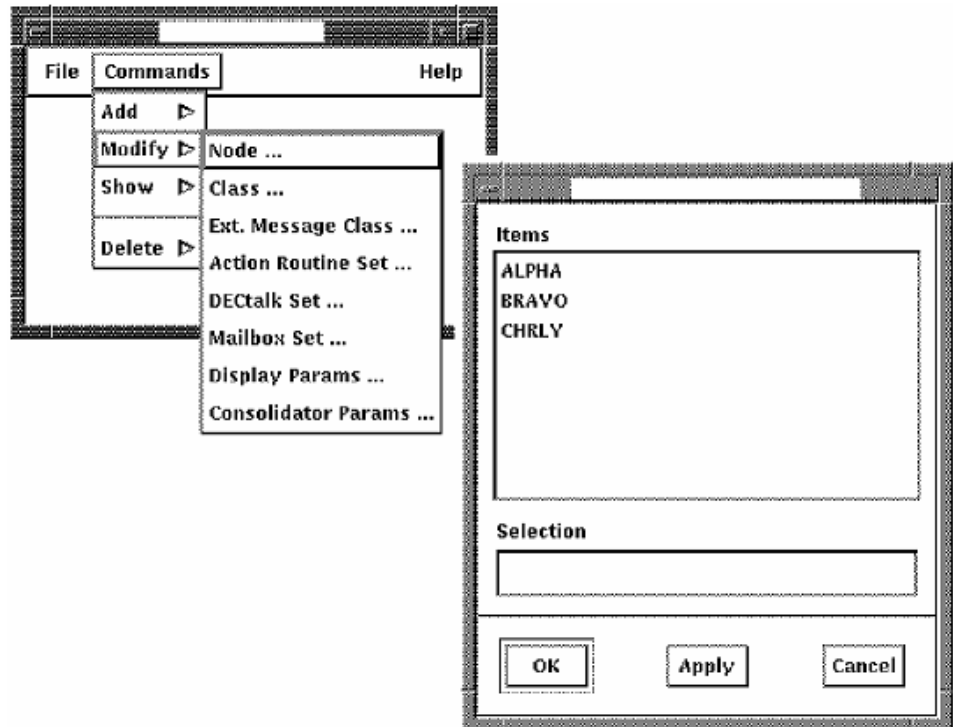 File Commands Help
Add
Modify
Show
Delete
Node ...
Class ...
Ext. Message Class ...
Action Routine Set ...
DECtalk Set ...
Mailbox Set ...
Display Params ...
Consolidator Params ...
Items
ALPHA
BRAVO
CHRLY
Selection
OK Apply Cancel